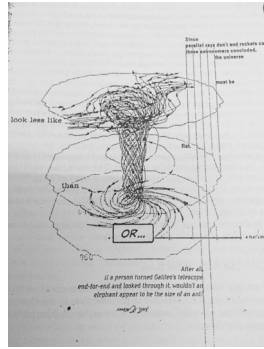 Since
parallel rays don't end and rockets ca
these astronomers concluded,
the universe
must be
look less like
flat.
than
OR...
After all,
if a person turned Galileo's telescope
end-for-end and looked through it, wouldn't an
elephant appear to be the size of an ant?